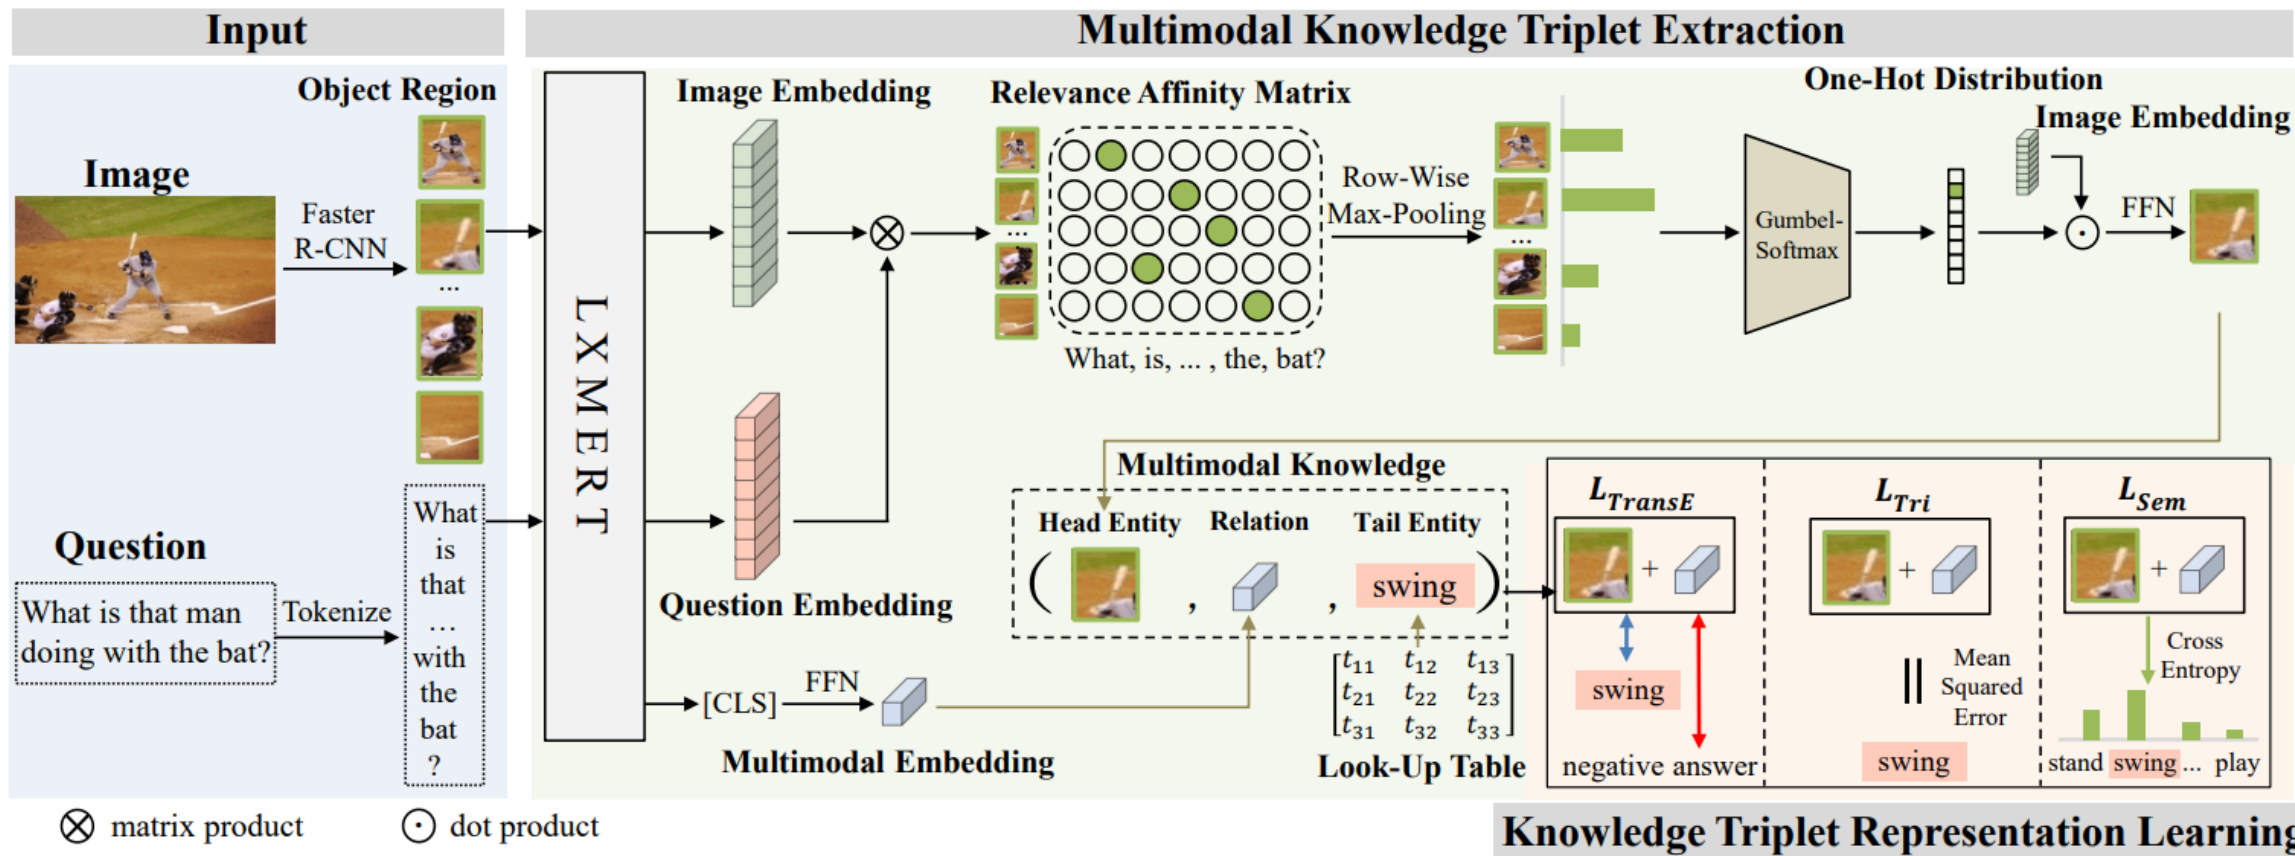 Input
Multimodal Knowledge Triplet Extraction
Object Region
Image
Faster
R-CNN
...
Question
What is that man
doing with the bat?
Tokenize
What
is
that
...
with
the
bat
?
LXMERT
Image Embedding
Question Embedding
[CLS]
FFN
Multimodal Embedding
Relevance Affinity Matrix
...
What, is, ... , the, bat?
Row-Wise
Max-Pooling
...
Gumbel-
Softmax
One-Hot Distribution
Image Embedding
FFN
Multimodal Knowledge
Head Entity Relation Tail Entity
( , , swing )
t11 t12 t13
t21 t22 t23
t31 t32 t33
Look-Up Table
LTransE
+
swing
negative answer
LTri
+
Mean
Squared
Error
swing
LSem
+
Cross
Entropy
stand swing ... play
matrix product
dot product
Knowledge Triplet Representation Learning